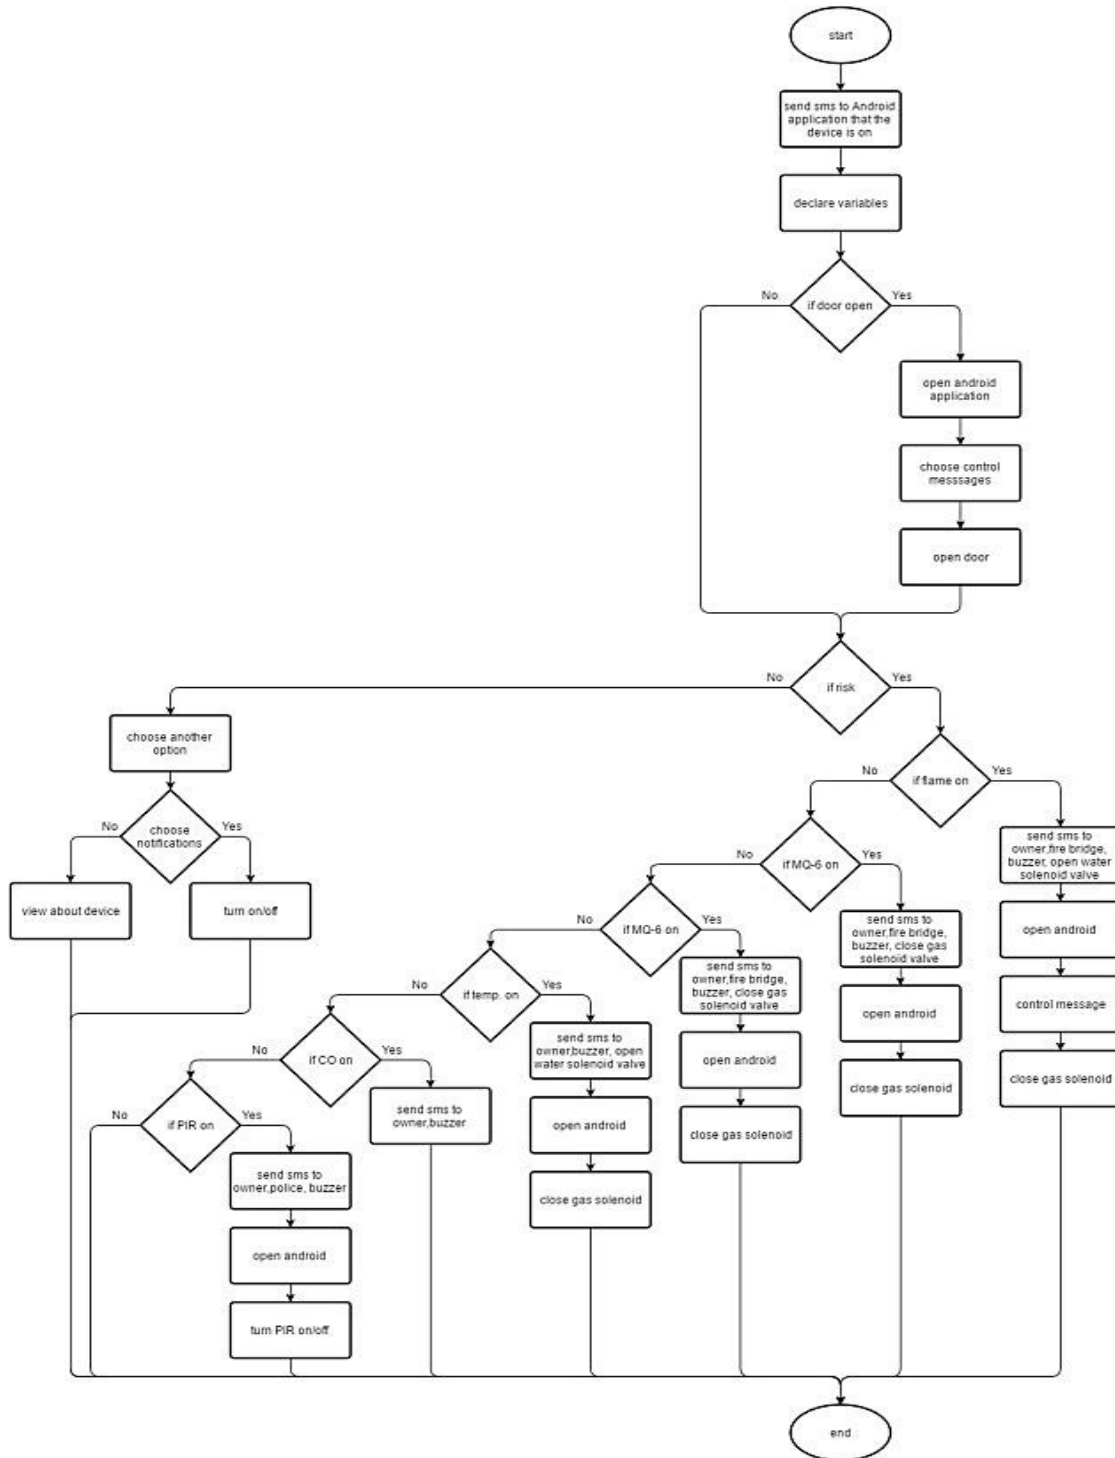 start
send sms to Android
application that the
device is on
declare variables
No
if door open
Yes
open android
application
choose control
messsages
open door
No
if risk
Yes
choose another
option
No
if flame on
Yes
No
choose
notifications
Yes
No
if MQ-6 on
Yes
send sms to
owner,fire bridge,
buzzer, open water
solenoid valve
view about device
turn on/off
No
if MQ-6 on
Yes
send sms to
owner,fire bridge,
buzzer, close gas
solenoid valve
open android
No
if temp. on
Yes
send sms to
owner,fire bridge,
buzzer, close gas
solenoid valve
open android
control message
No
if CO on
Yes
send sms to
owner,buzzer, open
water solenoid valve
open android
close gas solenoid
close gas solenoid
No
if PIR on
Yes
send sms to
owner,buzzer
open android
close gas solenoid
send sms to
owner,police, buzzer
close gas solenoid
open android
turn PIR on/off
end